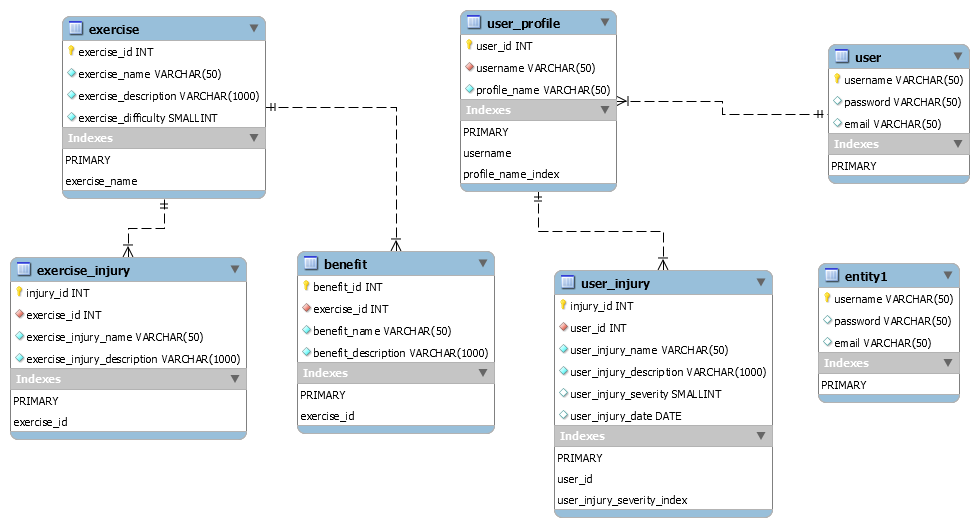 exercise
exercise_id INT
exercise_name VARCHAR(50)
exercise_description VARCHAR(1000)
exercise_difficulty SMALLINT
Indexes
PRIMARY
exercise_name
user_profile
user_id INT
username VARCHAR(50)
profile_name VARCHAR(50)
Indexes
PRIMARY
username
profile_name_index
user
username VARCHAR(50)
password VARCHAR(50)
email VARCHAR(50)
Indexes
PRIMARY
exercise_injury
injury_id INT
exercise_id INT
exercise_injury_name VARCHAR(50)
exercise_injury_description VARCHAR(1000)
Indexes
PRIMARY
exercise_id
benefit
benefit_id INT
exercise_id INT
benefit_name VARCHAR(50)
benefit_description VARCHAR(1000)
Indexes
PRIMARY
exercise_id
user_injury
injury_id INT
user_id INT
user_injury_name VARCHAR(50)
user_injury_description VARCHAR(1000)
user_injury_severity SMALLINT
user_injury_date DATE
Indexes
PRIMARY
user_id
user_injury_severity_index
entity1
username VARCHAR(50)
password VARCHAR(50)
email VARCHAR(50)
Indexes
PRIMARY